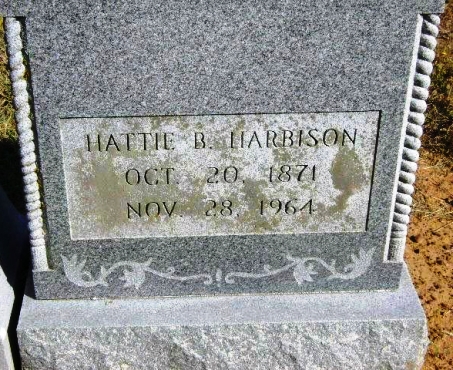 HATTIE B. HARBISON
OCT. 20, 1871
NOV. 28, 1964